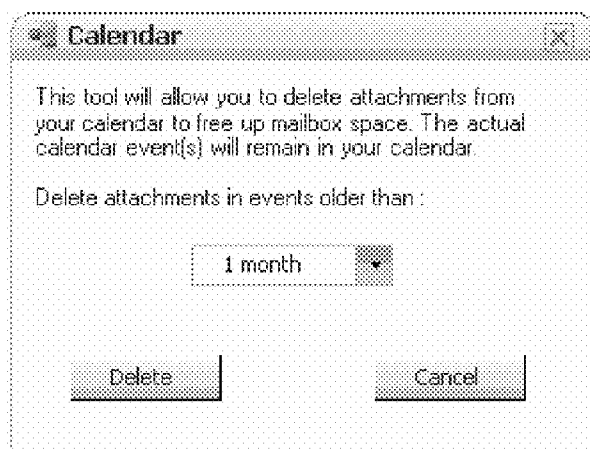 Calendar
This tool will allow you to delete attachments from
your calendar to free up mailbox space. The actual
calendar event(s) will remain in your calendar.
Delete attachments in events older than :
1 month
Delete
Cancel